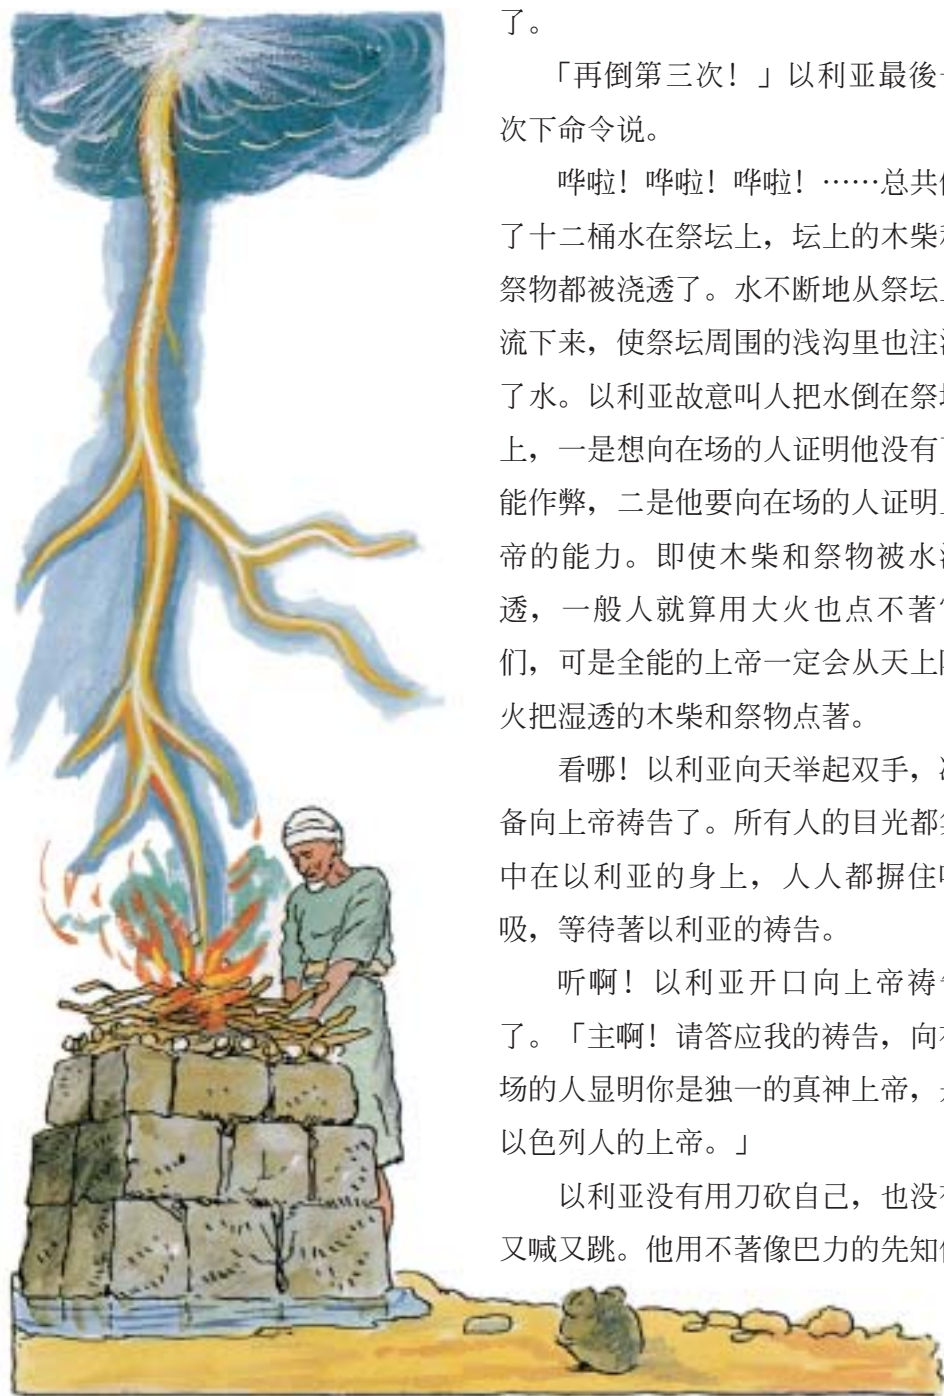 了。
「再倒第三次！」以利亚最後
次下命令说。
哗啦！哗啦！哗啦！……总共
了十二桶水在祭坛上，坛上的木柴
祭物都被浇透了。水不断地从祭坛
流下来，使祭坛周围的浅沟里也注
了水。以利亚故意叫人把水倒在祭
上，一是想向在场的人证明他没有
能作弊，二是他要向在场的人证明
帝的能力。即使木柴和祭物被水
透，一般人就算用大火也点不著
们，可是全能的上帝一定会从天上
火把湿透的木柴和祭物点著。
看哪！以利亚向天举起双手，
备向上帝祷告了。所有人的目光都
中在以利亚的身上，人人都摒住
吸，等待著以利亚的祷告。
听啊！以利亚开口向上帝祷
了。「主啊！请答应我的祷告，向
场的人显明你是独一的真神上帝，
以色列人的上帝。」
以利亚没有用刀砍自己，也没
又喊又跳。他用不著像巴力的先知